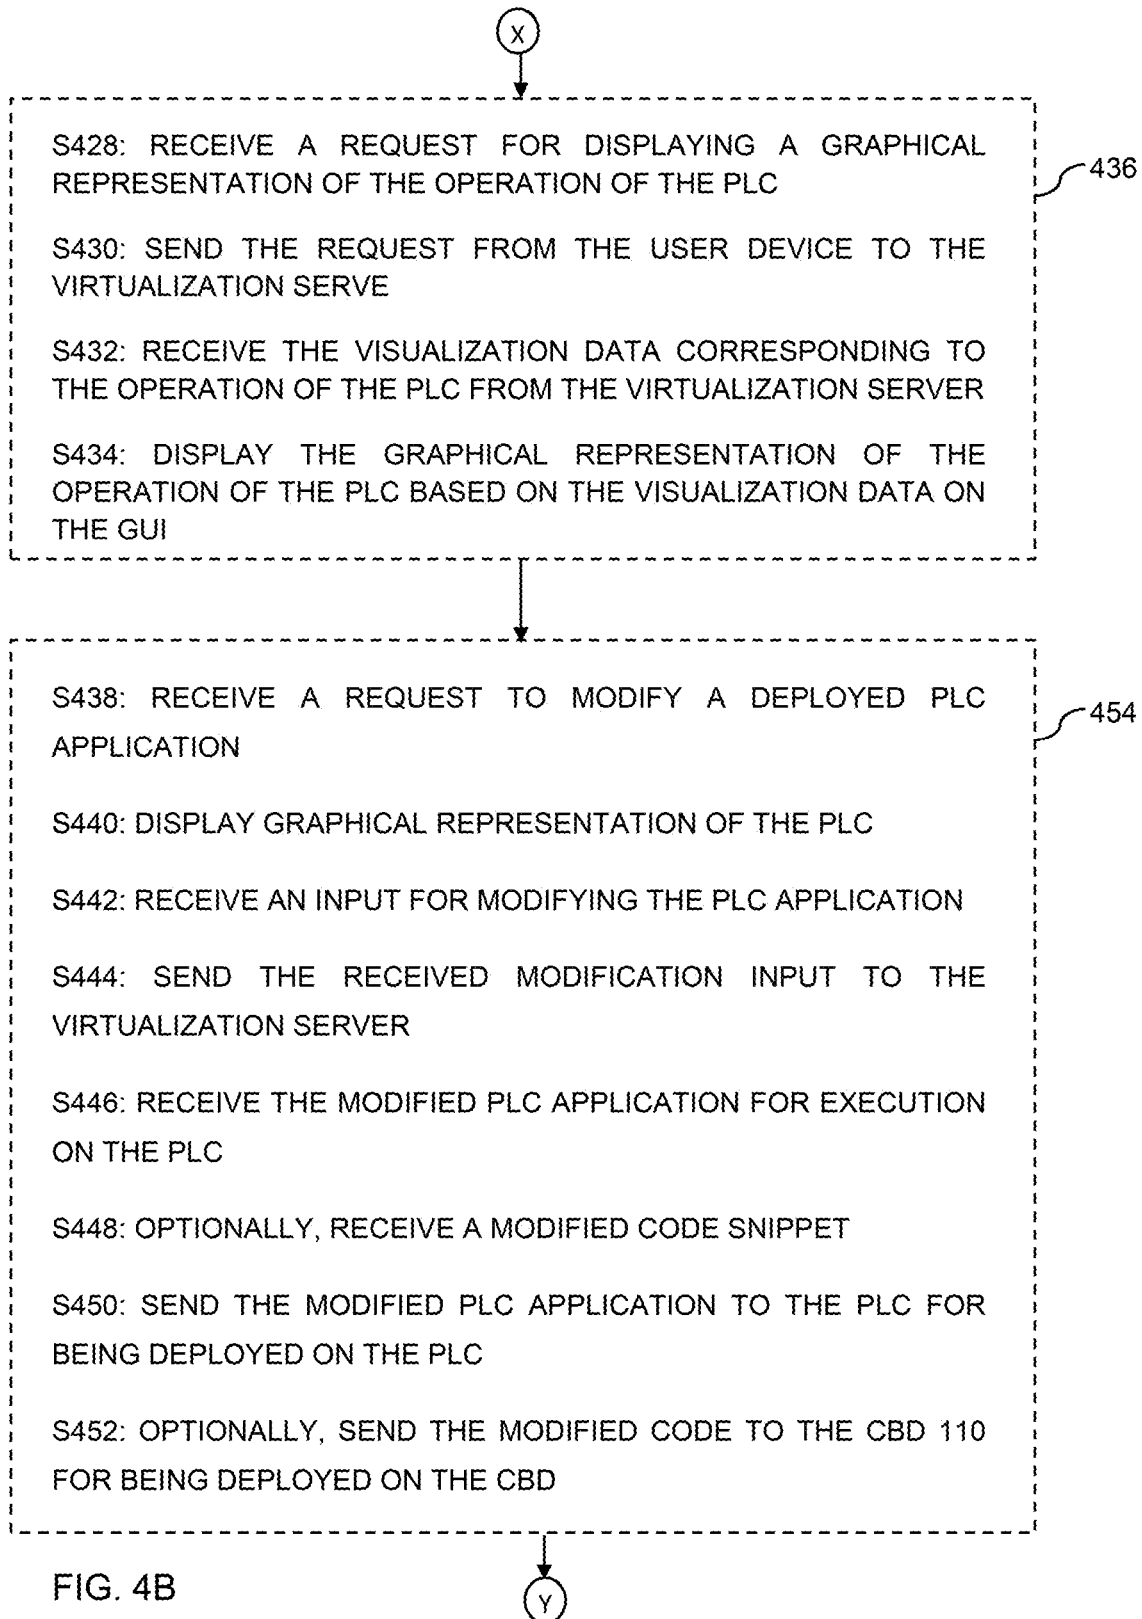 X
S428: RECEIVE A REQUEST FOR DISPLAYING A GRAPHICAL
REPRESENTATION OF THE OPERATION OF THE PLC
436
S430: SEND THE REQUEST FROM THE USER DEVICE TO THE
VIRTUALIZATION SERVE
S432: RECEIVE THE VISUALIZATION DATA CORRESPONDING TO
THE OPERATION OF THE PLC FROM THE VIRTUALIZATION SERVER
S434: DISPLAY THE GRAPHICAL REPRESENTATION OF THE
OPERATION OF THE PLC BASED ON THE VISUALIZATION DATA ON
THE GUI
S438: RECEIVE A REQUEST TO MODIFY A DEPLOYED PLC
454
APPLICATION
S440: DISPLAY GRAPHICAL REPRESENTATION OF THE PLC
S442: RECEIVE AN INPUT FOR MODIFYING THE PLC APPLICATION
S444: SEND THE RECEIVED MODIFICATION INPUT TO THE
VIRTUALIZATION SERVER
S446: RECEIVE THE MODIFIED PLC APPLICATION FOR EXECUTION
ON THE PLC
S448: OPTIONALLY, RECEIVE A MODIFIED CODE SNIPPET
S450: SEND THE MODIFIED PLC APPLICATION TO THE PLC FOR
BEING DEPLOYED ON THE PLC
S452: OPTIONALLY, SEND THE MODIFIED CODE TO THE CBD 110
FOR BEING DEPLOYED ON THE CBD
FIG. 4B
Y